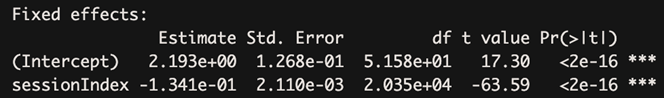 Fixed effects:
Estimate Std. Error df t value Pr(>|t|)
(Intercept) 2.193e+00 1.268e-01 5.158e+01 17.30 <2e-16 ***
sessionIndex -1.341e-01 2.110e-03 2.035e+04 -63.59 <2e-16 ***